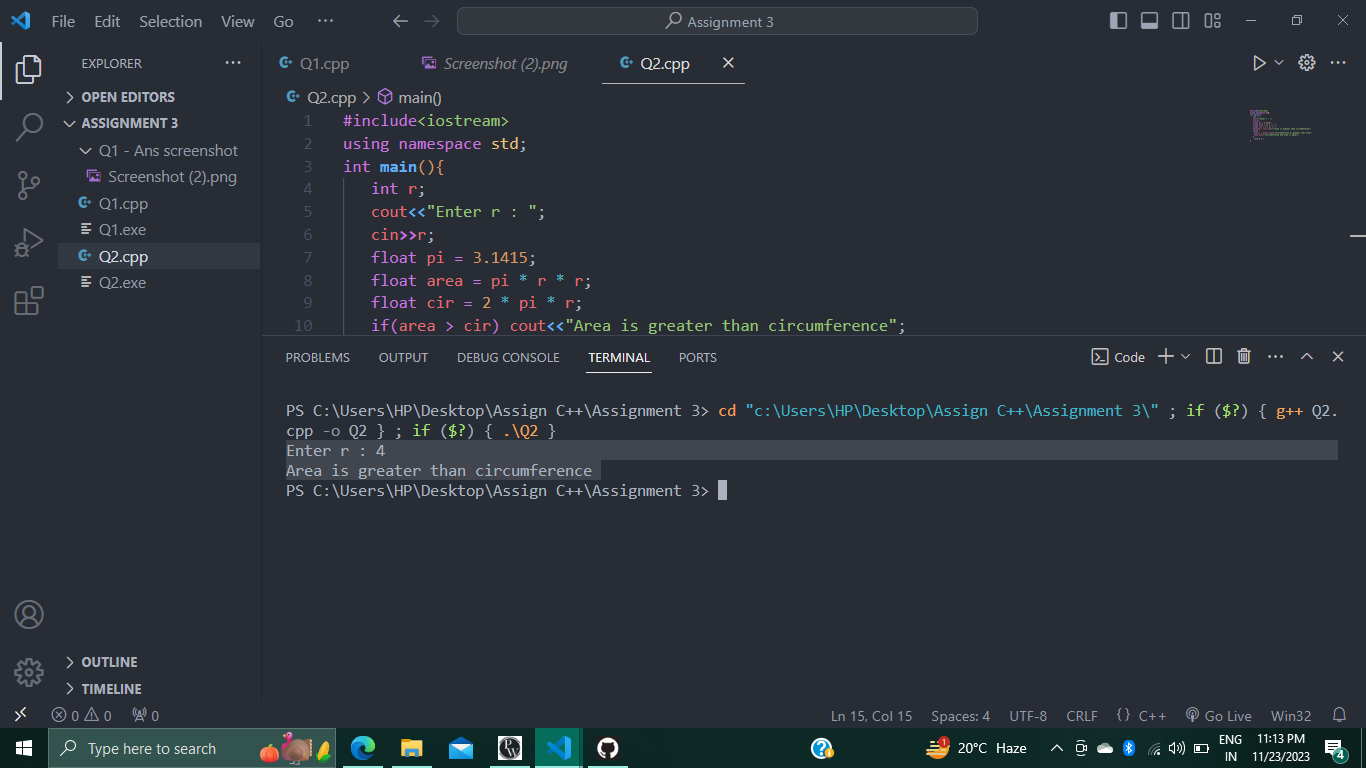 File Edit Selection View Go ··· Assignment 3
EXPLORER ···
OPEN EDITORS
ASSIGNMENT 3
Q1 - Ans screenshot
Screenshot (2).png
Q1.cpp
Q1.exe
Q2.cpp
Q2.exe
OUTLINE
TIMELINE
Q1.cpp Screenshot (2).png Q2.cpp
Q2.cpp > main()
1 #include<iostream>
2 using namespace std;
3 int main(){
4 int r;
5 cout<<"Enter r : ";
6 cin>>r;
7 float pi = 3.1415;
8 float area = pi * r * r;
9 float cir = 2 * pi * r;
10 if(area > cir) cout<<"Area is greater than circumference";
PROBLEMS OUTPUT DEBUG CONSOLE TERMINAL PORTS Code
PS C:\Users\HP\Desktop\Assign C++\Assignment 3> cd "c:\Users\HP\Desktop\Assign C++\Assignment 3\" ; if ($?) { g++ Q2.
cpp -o Q2 } ; if ($?) { .\Q2 }
Enter r : 4
Area is greater than circumference
PS C:\Users\HP\Desktop\Assign C++\Assignment 3>
0 0 0 Ln 15, Col 15 Spaces: 4 UTF-8 CRLF {} C++ Go Live Win32
Type here to search
1 20°C Haze
ENG
IN
11:13 PM
11/23/2023
4